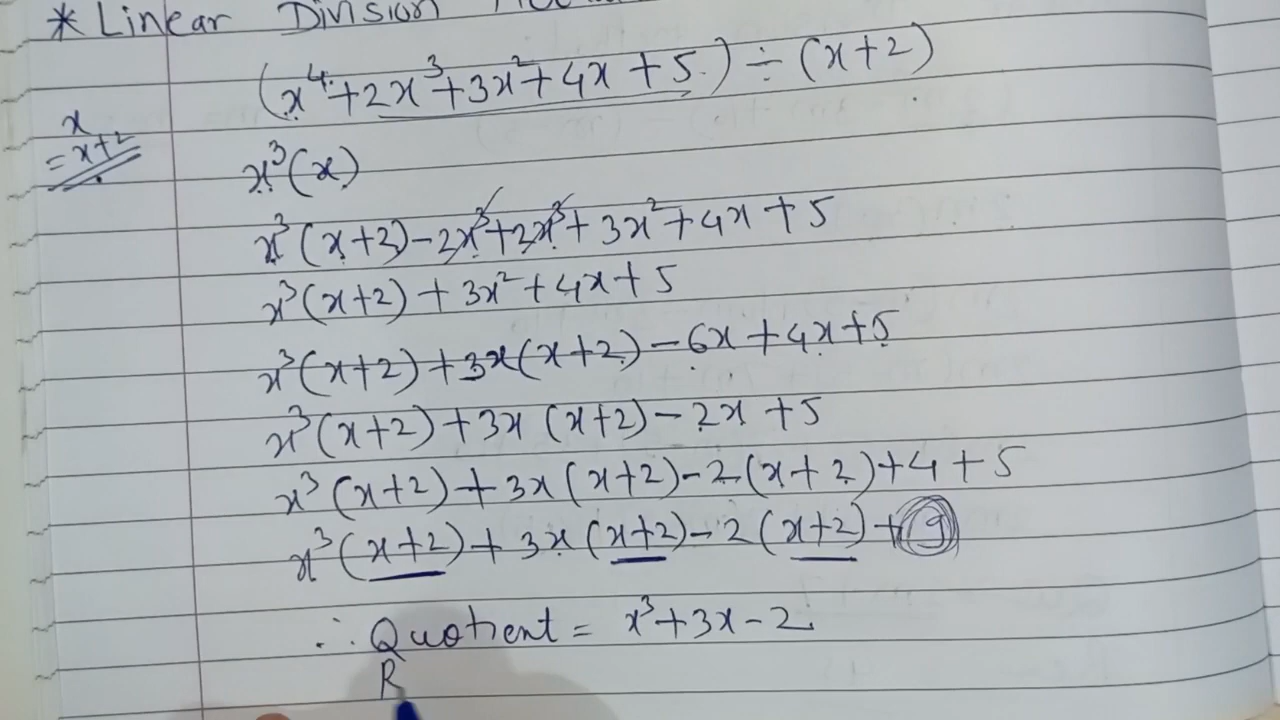 * Linear Division
(x⁴+2x³+3x²+4x+5.) ÷ (x+2)
x
= x+2
x³(x)
x³(x+2)-2x³+2x³+3x²+4x+5
x³(x+2)+3x²+4x+5
x³(x+2)+3x(x+2)-6x+4x+5
x³(x+2)+3x(x+2)-2x+5
x³(x+2)+3x(x+2)-2(x+2)+4+5
x³(x+2)+3x(x+2)-2(x+2)+9
∴ Quotient = x³+3x-2
R